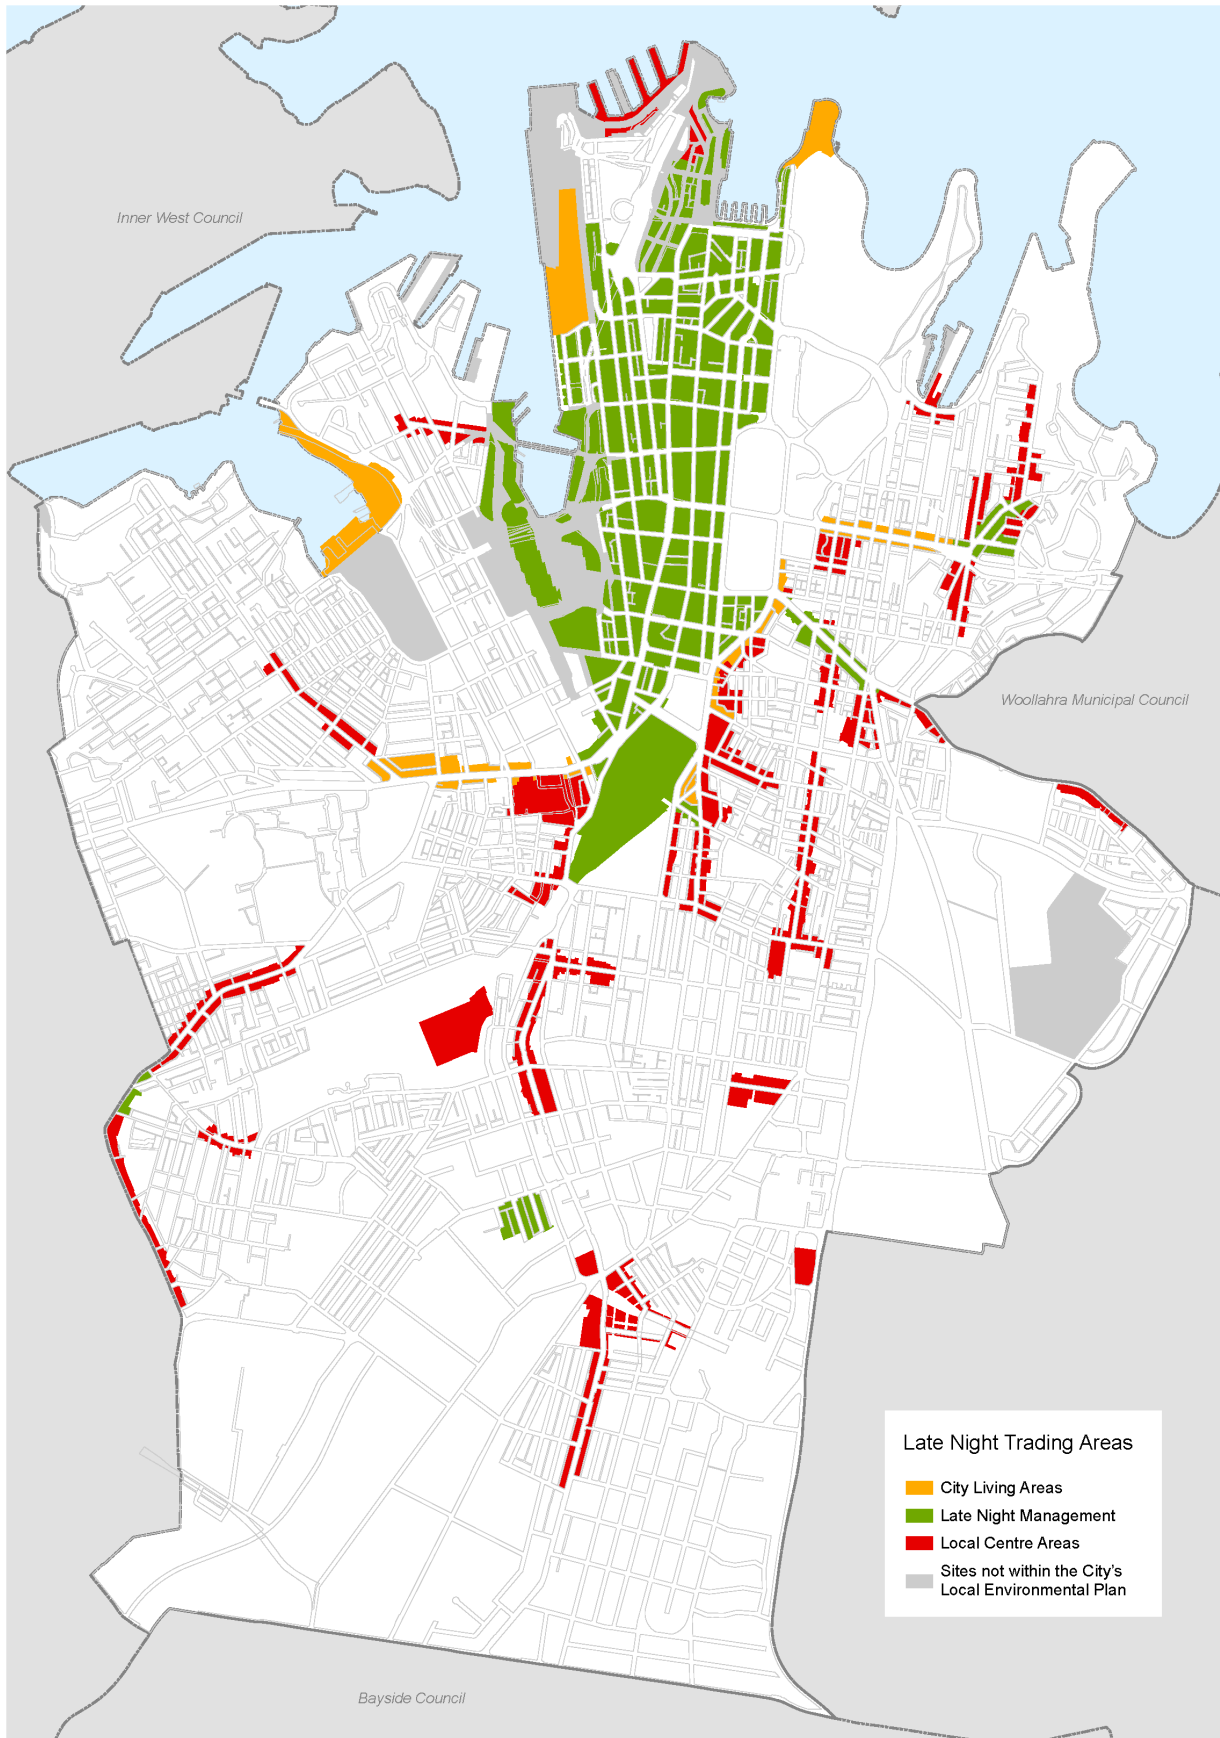 Inner West Council
Woollahra Municipal Council
Late Night Trading Areas
City Living Areas
Late Night Management
Local Centre Areas
Sites not within the City's
Local Environmental Plan
Bayside Council